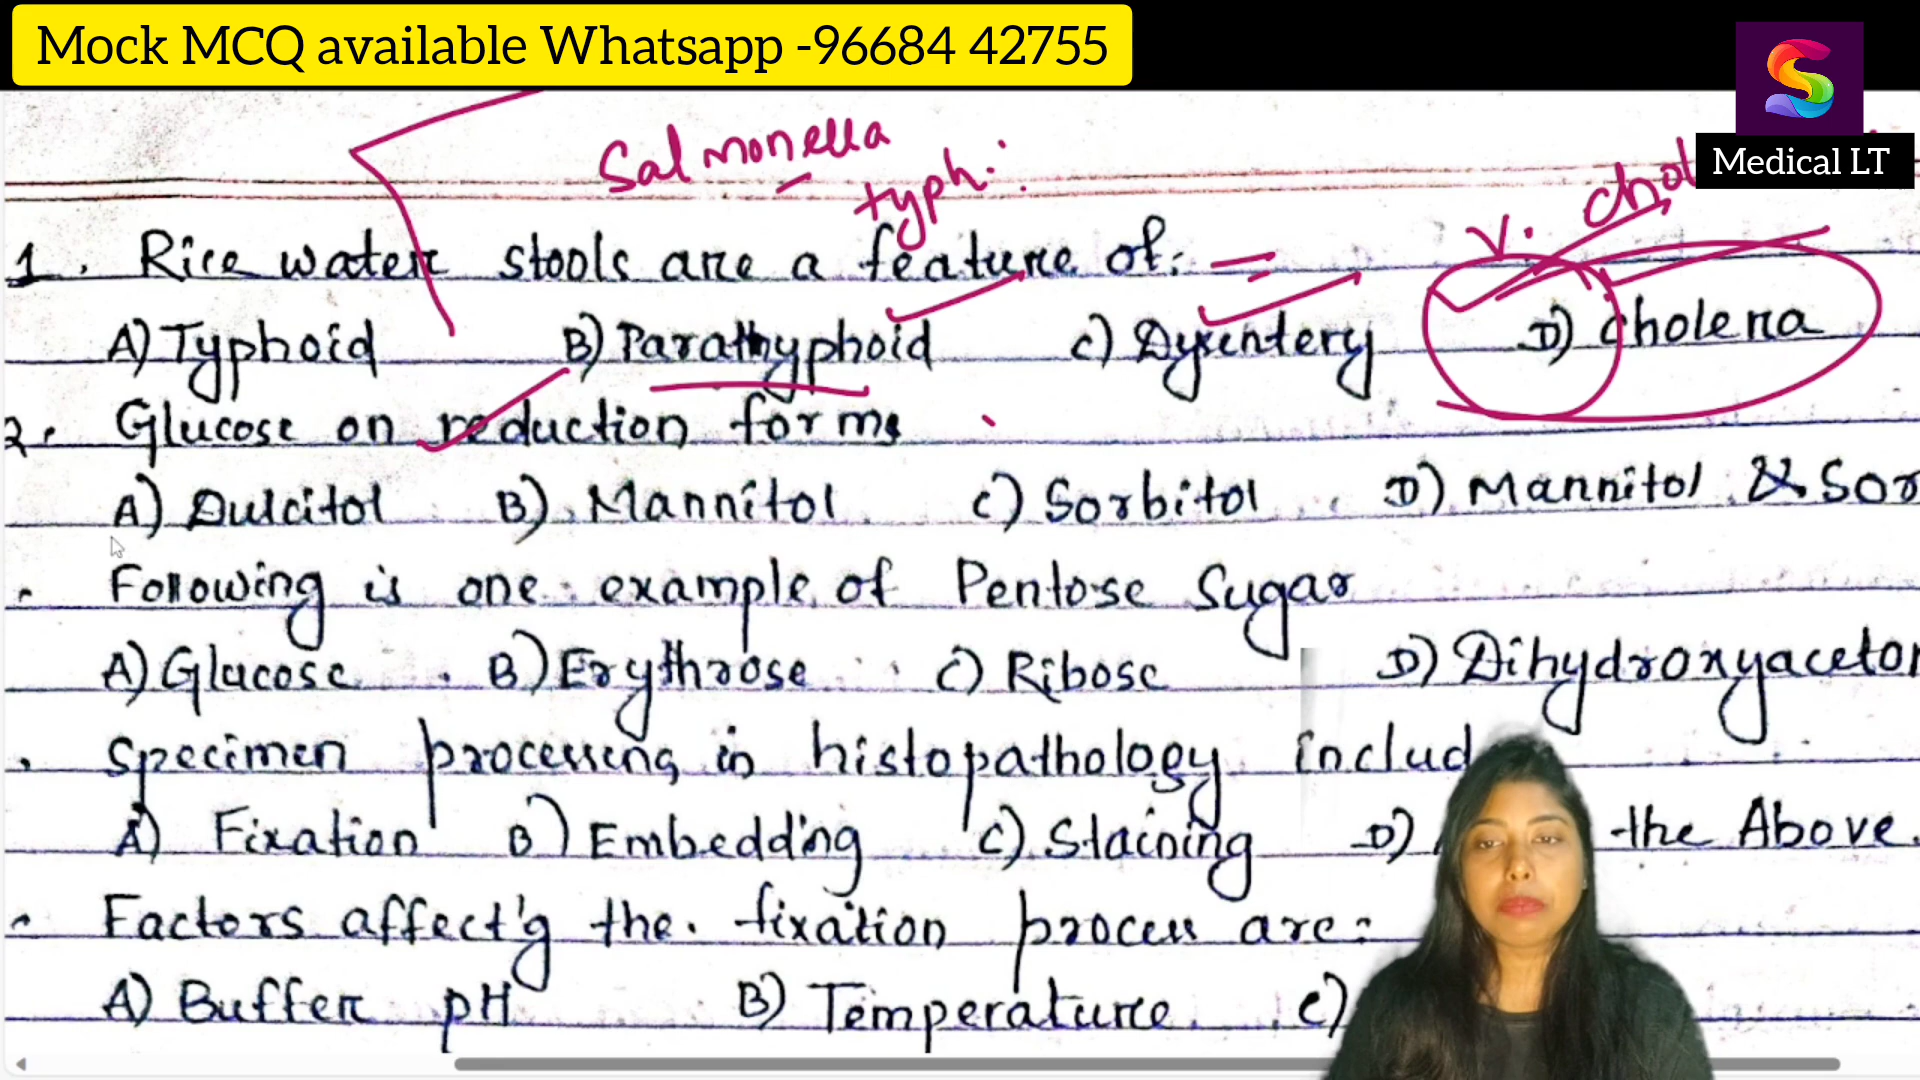 Mock MCQ available Whatsapp -96684 42755
Medical LT
Salmonella
typhi
V. chol
1. Rice water stools are a feature of:
A) Typhoid B) Parathyphoid C) Dysentery D) Cholera
2. Glucose on reduction forms
A) Dulcitol B) Mannitol C) Sorbitol D) Mannitol & Sor
Following is one example of Pentose Sugar
A) Glucose B) Erythrose C) Ribose D) Dihydroxyaceton
Specimen processing in histopathology includ
A) Fixation B) Embedding C) Staining D) the Above.
Factors affect'g the fixation process are:
A) Buffer pH B) Temperature C)